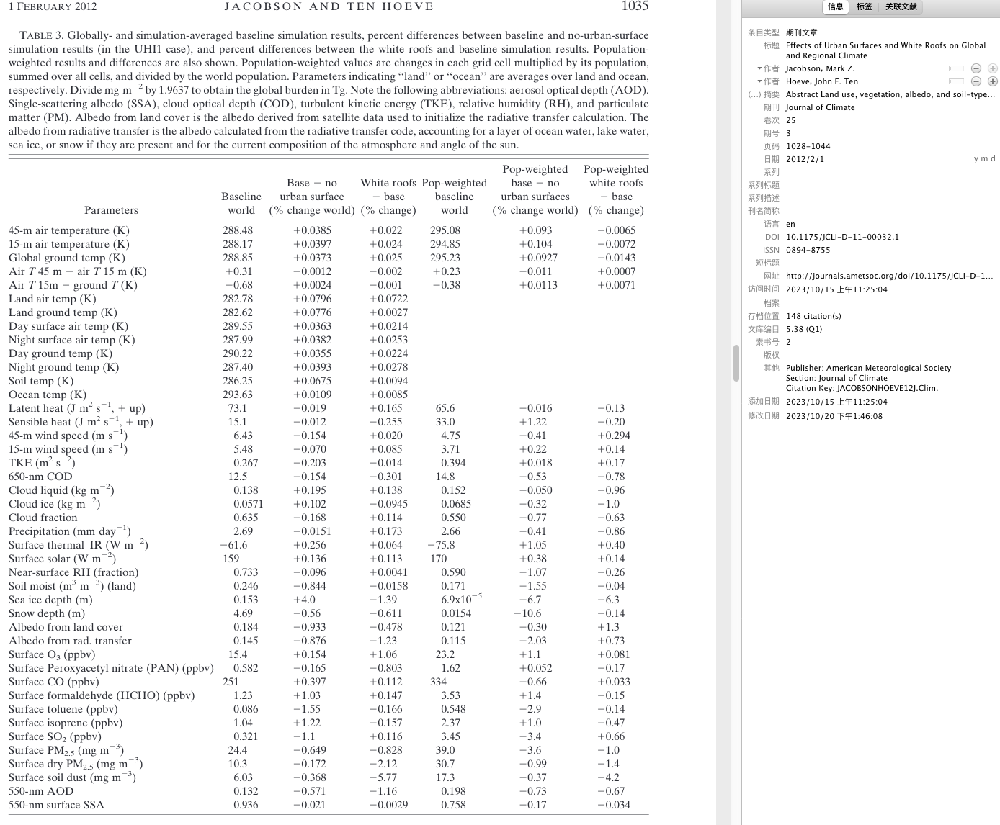 1 FEBRUARY 2012 JACOBSON AND TEN HOEVE 1035
TABLE 3. Globally- and simulation-averaged baseline simulation results, percent differences between baseline and no-urban-surface
simulation results (in the UHI1 case), and percent differences between the white roofs and baseline simulation results. Population-
weighted results and differences are also shown. Population-weighted values are changes in each grid cell multiplied by its population,
summed over all cells, and divided by the world population. Parameters indicating ‘‘land’’ or ‘‘ocean’’ are averages over land and ocean,
respectively. Divide mg m−2 by 1.9637 to obtain the global burden in Tg. Note the following abbreviations: aerosol optical depth (AOD).
Single-scattering albedo (SSA), cloud optical depth (COD), turbulent kinetic energy (TKE), relative humidity (RH), and particulate
matter (PM). Albedo from land cover is the albedo derived from satellite data used to initialize the radiative transfer calculation. The
albedo from radiative transfer is the albedo calculated from the radiative transfer code, accounting for a layer of ocean water, lake water,
sea ice, or snow if they are present and for the current composition of the atmosphere and angle of the sun.
Pop-weighted Pop-weighted
Base − no White roofs Pop-weighted base − no white roofs
Baseline urban surface − base baseline urban surfaces − base
Parameters world (% change world) (% change) world (% change world) (% change)
45-m air temperature (K) 288.48 +0.0385 +0.022 295.08 +0.093 −0.0065
15-m air temperature (K) 288.17 +0.0397 +0.024 294.85 +0.104 −0.0072
Global ground temp (K) 288.85 +0.0373 +0.025 295.23 +0.0927 −0.0143
Air T 45 m − air T 15 m (K) +0.31 −0.0012 −0.002 +0.23 −0.011 +0.0007
Air T 15m − ground T (K) −0.68 +0.0024 −0.001 −0.38 +0.0113 +0.0071
Land air temp (K) 282.78 +0.0796 +0.0722
Land ground temp (K) 282.62 +0.0776 +0.0027
Day surface air temp (K) 289.55 +0.0363 +0.0214
Night surface air temp (K) 287.99 +0.0382 +0.0253
Day ground temp (K) 290.22 +0.0355 +0.0224
Night ground temp (K) 287.40 +0.0393 +0.0278
Soil temp (K) 286.25 +0.0675 +0.0094
Ocean temp (K) 293.63 +0.0109 +0.0085
Latent heat (J m2 s−1, + up) 73.1 −0.019 +0.165 65.6 −0.016 −0.13
Sensible heat (J m2 s−1, + up) 15.1 −0.012 −0.255 33.0 +1.22 −0.20
45-m wind speed (m s−1) 6.43 −0.154 +0.020 4.75 −0.41 +0.294
15-m wind speed (m s−1) 5.48 −0.070 +0.085 3.71 +0.22 +0.14
TKE (m2 s−2) 0.267 −0.203 −0.014 0.394 +0.018 +0.17
650-nm COD 12.5 −0.154 −0.301 14.8 −0.53 −0.78
Cloud liquid (kg m−2) 0.138 +0.195 +0.138 0.152 −0.050 −0.96
Cloud ice (kg m−2) 0.0571 +0.102 −0.0945 0.0685 −0.32 −1.0
Cloud fraction 0.635 −0.168 +0.114 0.550 −0.77 −0.63
Precipitation (mm day−1) 2.69 −0.0151 +0.173 2.66 −0.41 −0.86
Surface thermal–IR (W m−2) −61.6 +0.256 +0.064 −75.8 +1.05 +0.40
Surface solar (W m−2) 159 +0.136 +0.113 170 +0.38 +0.14
Near-surface RH (fraction) 0.733 −0.096 +0.0041 0.590 −1.07 −0.26
Soil moist (m3 m−3) (land) 0.246 −0.844 −0.0158 0.171 −1.55 −0.04
Sea ice depth (m) 0.153 +4.0 −1.39 6.9x10−5 −6.7 −6.3
Snow depth (m) 4.69 −0.56 −0.611 0.0154 −10.6 −0.14
Albedo from land cover 0.184 −0.933 −0.478 0.121 −0.30 +1.3
Albedo from rad. transfer 0.145 −0.876 −1.23 0.115 −2.03 +0.73
Surface O3 (ppbv) 15.4 +0.154 +1.06 23.2 +1.1 +0.081
Surface Peroxyacetyl nitrate (PAN) (ppbv) 0.582 −0.165 −0.803 1.62 +0.052 −0.17
Surface CO (ppbv) 251 +0.397 +0.112 334 −0.66 +0.033
Surface formaldehyde (HCHO) (ppbv) 1.23 +1.03 +0.147 3.53 +1.4 −0.15
Surface toluene (ppbv) 0.086 −1.55 −0.166 0.548 −2.9 −0.14
Surface isoprene (ppbv) 1.04 +1.22 −0.157 2.37 +1.0 −0.47
Surface SO2 (ppbv) 0.321 −1.1 +0.116 3.45 −3.4 +0.66
Surface PM2.5 (mg m−3) 24.4 −0.649 −0.828 39.0 −3.6 −1.0
Surface dry PM2.5 (mg m−3) 10.3 −0.172 −2.12 30.7 −0.99 −1.4
Surface soil dust (mg m−3) 6.03 −0.368 −5.77 17.3 −0.37 −4.2
550-nm AOD 0.132 −0.571 −1.16 0.198 −0.73 −0.67
550-nm surface SSA 0.936 −0.021 −0.0029 0.758 −0.17 −0.034
信息 标签 关联文献
条目类型 期刊文章
标题 Effects of Urban Surfaces and White Roofs on Global
and Regional Climate
作者 Jacobson, Mark Z.
作者 Hoeve, John E. Ten
(...) 摘要 Abstract Land use, vegetation, albedo, and soil-type...
期刊 Journal of Climate
卷次 25
期号 3
页码 1028-1044
日期 2012/2/1 y m d
系列
系列标题
系列描述
刊名简称
语言 en
DOI 10.1175/JCLI-D-11-00032.1
ISSN 0894-8755
短标题
网址 http://journals.ametsoc.org/doi/10.1175/JCLI-D-1...
访问时间 2023/10/15 上午11:25:04
档案
存档位置 148 citation(s)
文库编目 5.38 (Q1)
索书号 2
版权
其他 Publisher: American Meteorological Society
Section: Journal of Climate
Citation Key: JACOBSONHOEVE12J.Clim.
添加日期 2023/10/15 上午11:25:04
修改日期 2023/10/20 下午1:46:08